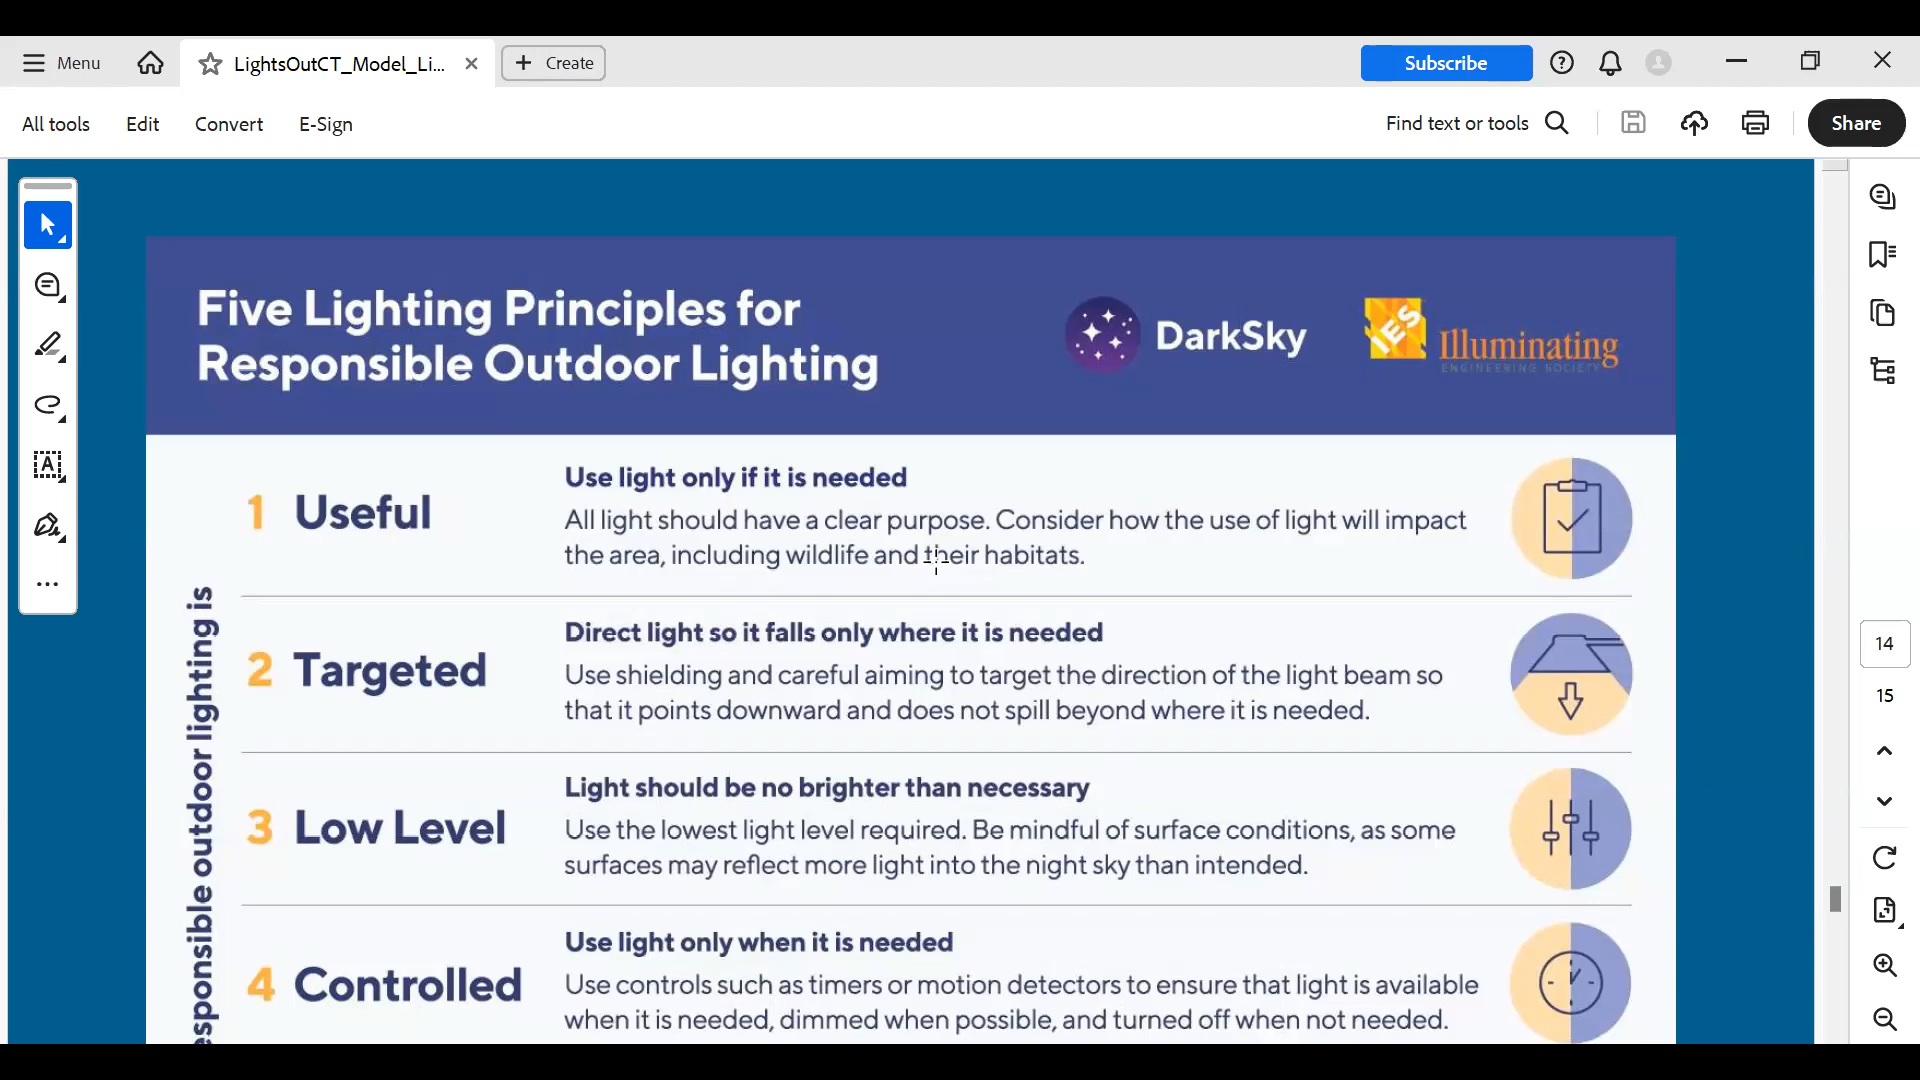 Menu
LightsOutCT_Model_Li...
Create
Subscribe
All tools
Edit
Convert
E-Sign
Find text or tools
Share
Five Lighting Principles for
Responsible Outdoor Lighting
DarkSky
IES
Illuminating
ENGINEERING SOCIETY
1 Useful
Use light only if it is needed
All light should have a clear purpose. Consider how the use of light will impact
the area, including wildlife and their habitats.
2 Targeted
Direct light so it falls only where it is needed
Use shielding and careful aiming to target the direction of the light beam so
that it points downward and does not spill beyond where it is needed.
3 Low Level
Light should be no brighter than necessary
Use the lowest light level required. Be mindful of surface conditions, as some
surfaces may reflect more light into the night sky than intended.
4 Controlled
Use light only when it is needed
Use controls such as timers or motion detectors to ensure that light is available
when it is needed, dimmed when possible, and turned off when not needed.
esponsible outdoor lighting is
14
15